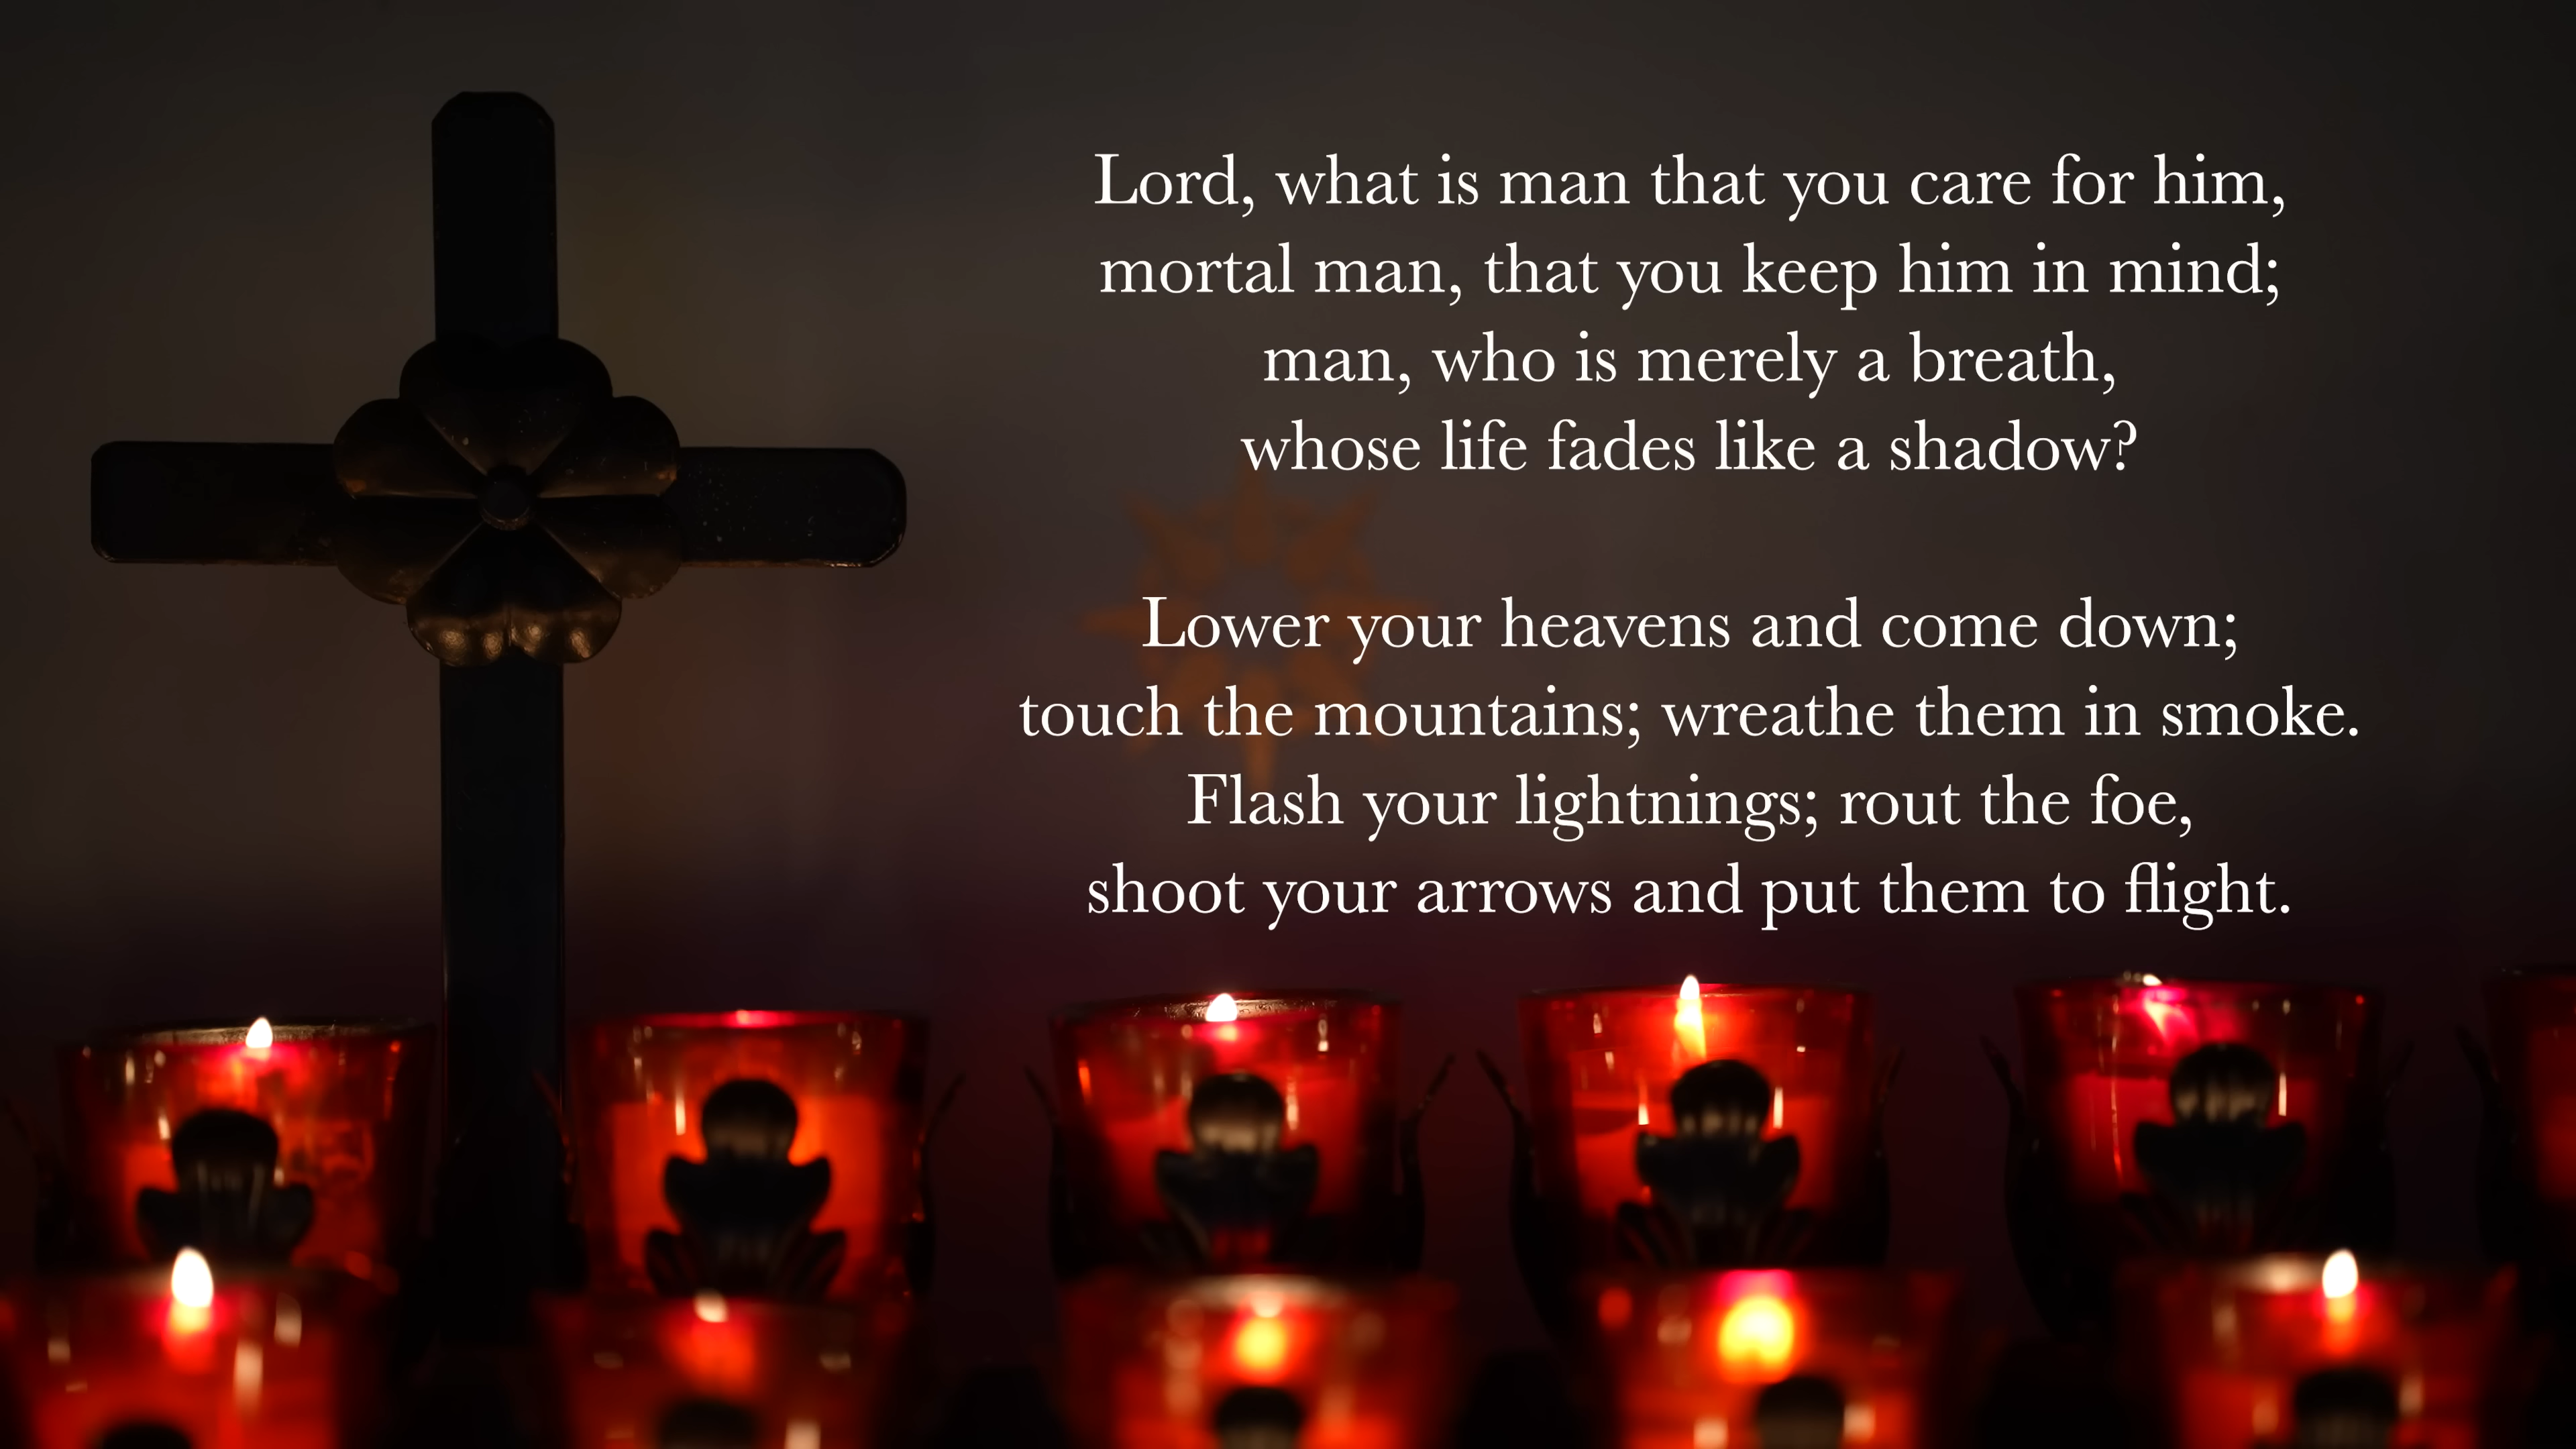 Lord, what is man that you care for him,
mortal man, that you keep him in mind;
man, who is merely a breath,
whose life fades like a shadow?
Lower your heavens and come down;
touch the mountains; wreathe them in smoke.
Flash your lightnings; rout the foe,
shoot your arrows and put them to flight.